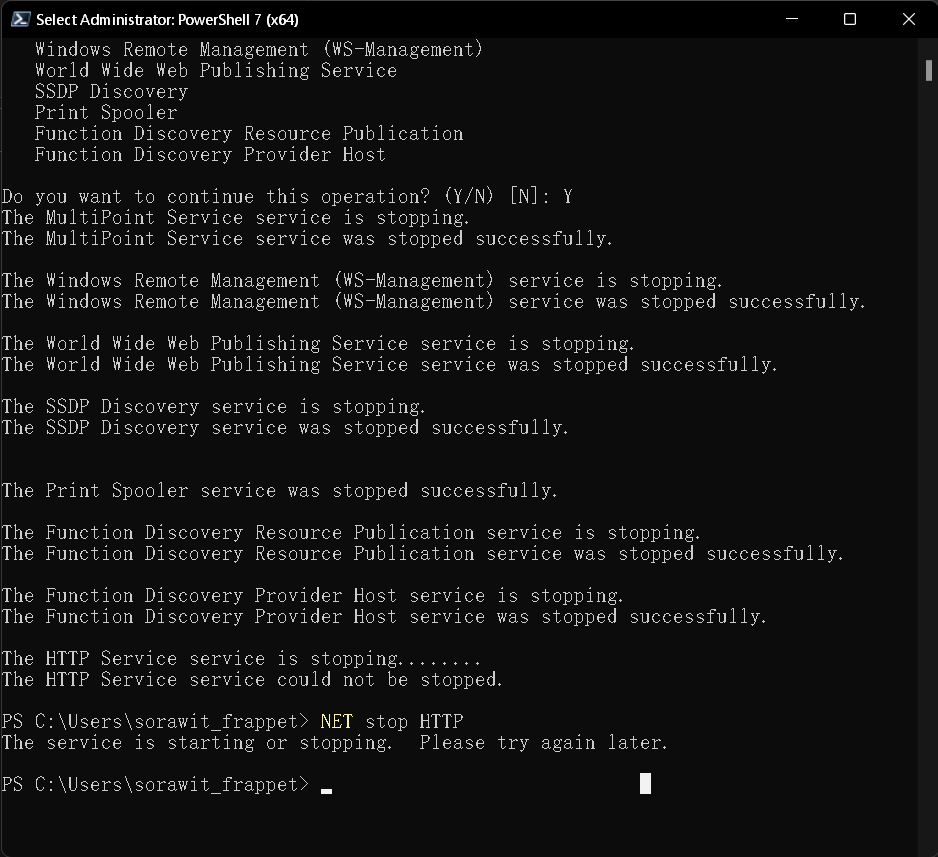 Select Administrator: PowerShell 7 (x64)
Windows Remote Management (WS-Management)
World Wide Web Publishing Service
SSDP Discovery
Print Spooler
Function Discovery Resource Publication
Function Discovery Provider Host
Do you want to continue this operation? (Y/N) [N]: Y
The MultiPoint Service service is stopping.
The MultiPoint Service service was stopped successfully.
The Windows Remote Management (WS-Management) service is stopping.
The Windows Remote Management (WS-Management) service was stopped successfully.
The World Wide Web Publishing Service service is stopping.
The World Wide Web Publishing Service service was stopped successfully.
The SSDP Discovery service is stopping.
The SSDP Discovery service was stopped successfully.
The Print Spooler service was stopped successfully.
The Function Discovery Resource Publication service is stopping.
The Function Discovery Resource Publication service was stopped successfully.
The Function Discovery Provider Host service is stopping.
The Function Discovery Provider Host service was stopped successfully.
The HTTP Service service is stopping........
The HTTP Service service could not be stopped.
PS C:\Users\sorawit_frappet> NET stop HTTP
The service is starting or stopping.  Please try again later.
PS C:\Users\sorawit_frappet>